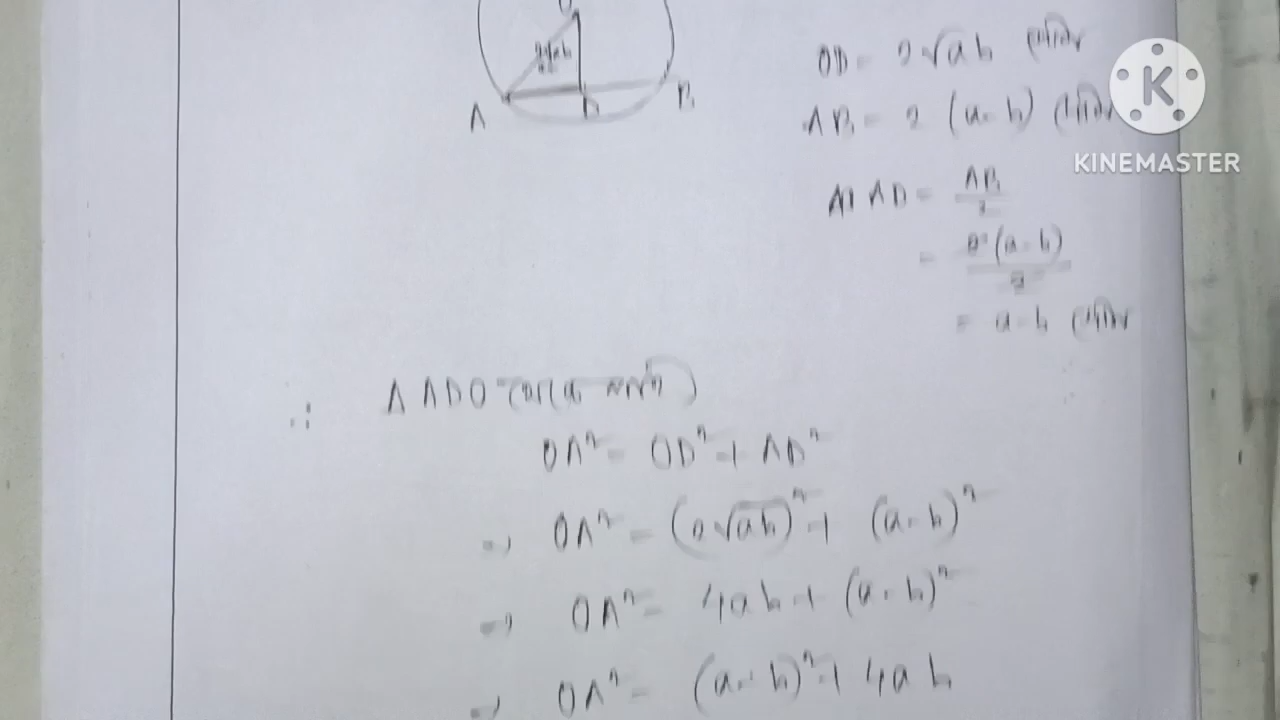 O
A D B
OD = 2√ab সেমি
AB = 2 (a-b) সেমি
KINEMASTER
AD = AB/2
= 2(a-b)/2
= a-b সেমি
∴ Δ ADO
OA² = OD² + AD²
⇒ OA² = (2√ab)² + (a-b)²
⇒ OA² = 4ab + (a-b)²
⇒ OA² = (a-b)² + 4ab